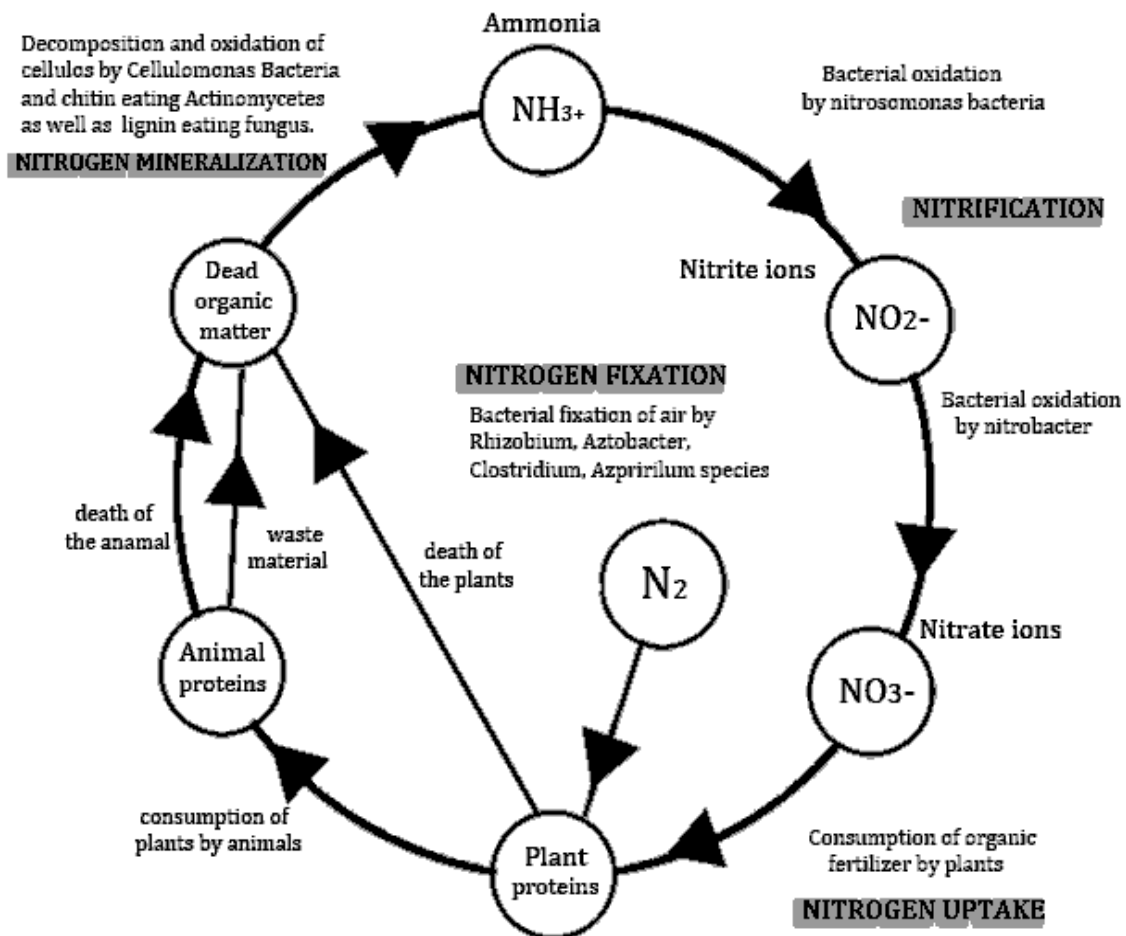 Ammonia
NH3+
Decomposition and oxidation of
cellulos by Cellulomonas Bacteria
and chitin eating Actinomycetes
as well as lignin eating fungus.
NITROGEN MINERALIZATION
Bacterial oxidation
by nitrosomonas bacteria
NITRIFICATION
Nitrite ions
NO2-
Dead
organic
matter
NITROGEN FIXATION
Bacterial fixation of air by
Rhizobium, Aztobacter,
Clostridium, Azpririlum species
Bacterial oxidation
by nitrobacter
death of
the anamal
waste
material
death of
the plants
N2
Nitrate ions
NO3-
Animal
proteins
consumption of
plants by animals
Plant
proteins
Consumption of organic
fertilizer by plants
NITROGEN UPTAKE